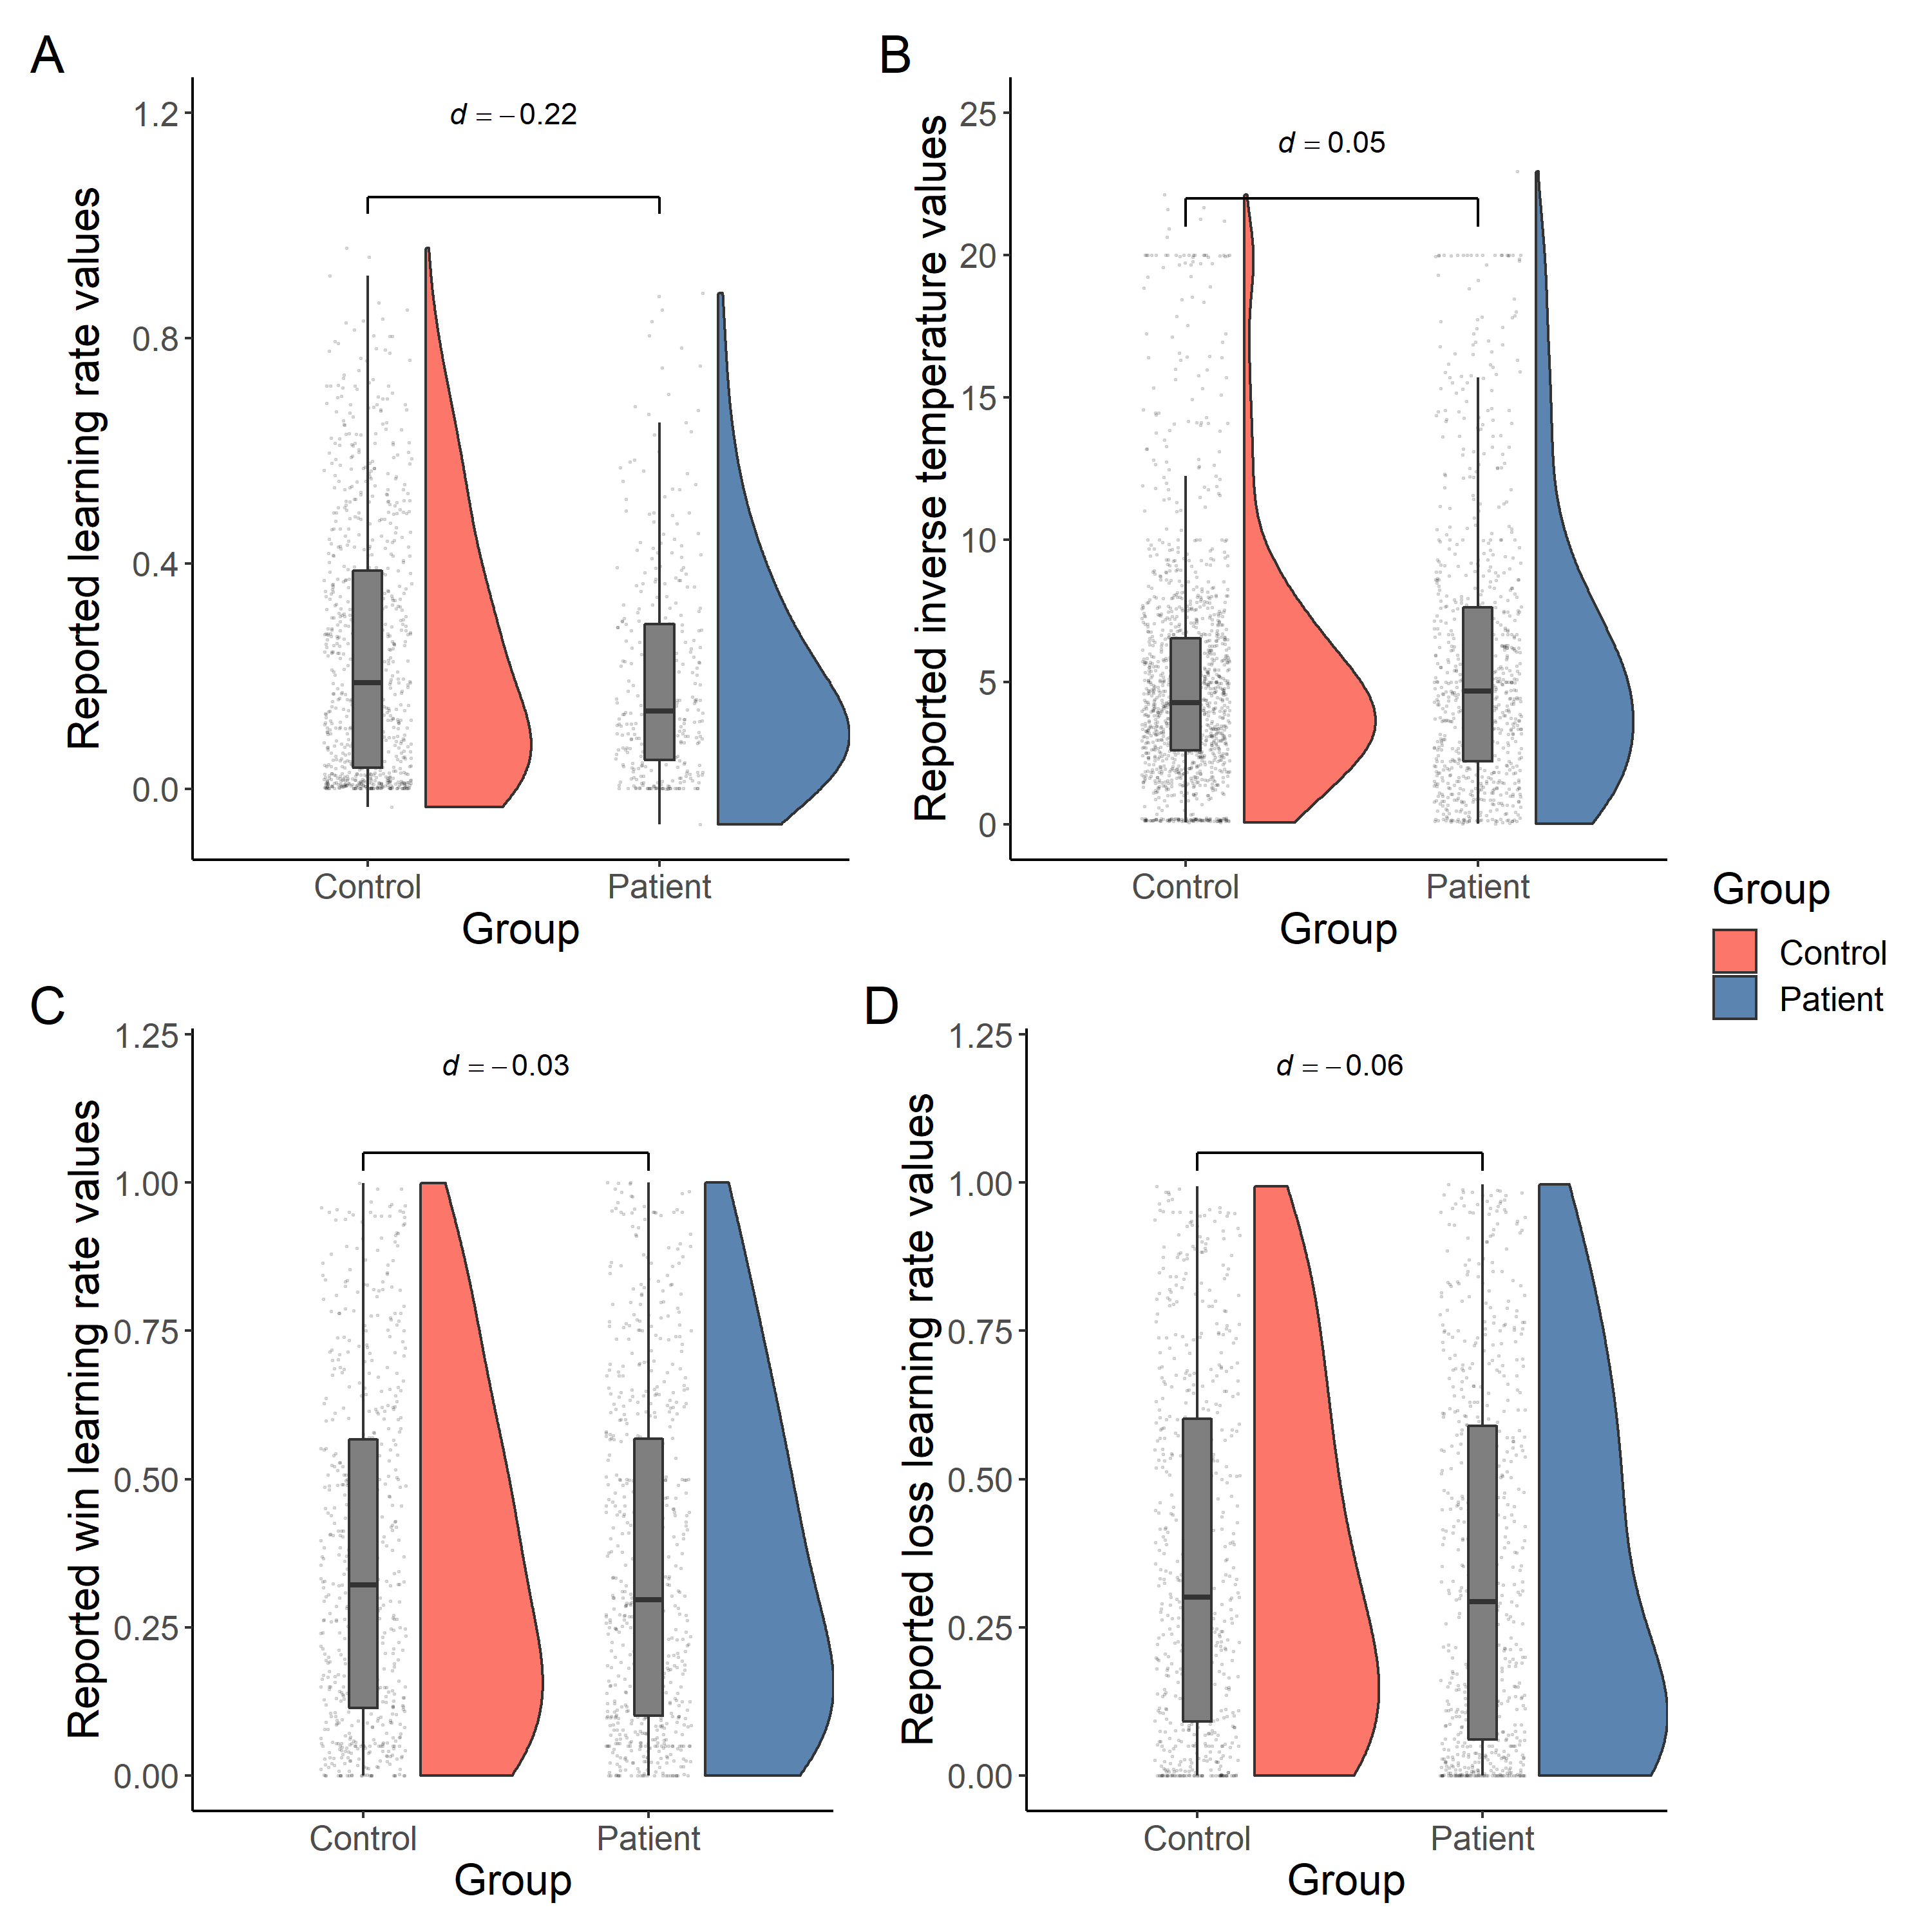 A
Reported learning rate values
1.2
0.8
0.4
0.0
d = −0.22
Control
Patient
Group
B
Reported inverse temperature values
25
20
15
10
5
0
d = 0.05
Control
Patient
Group
Group
Control
Patient
C
Reported win learning rate values
1.25
1.00
0.75
0.50
0.25
0.00
d = −0.03
Control
Patient
Group
D
Reported loss learning rate values
1.25
1.00
0.75
0.50
0.25
0.00
d = −0.06
Control
Patient
Group